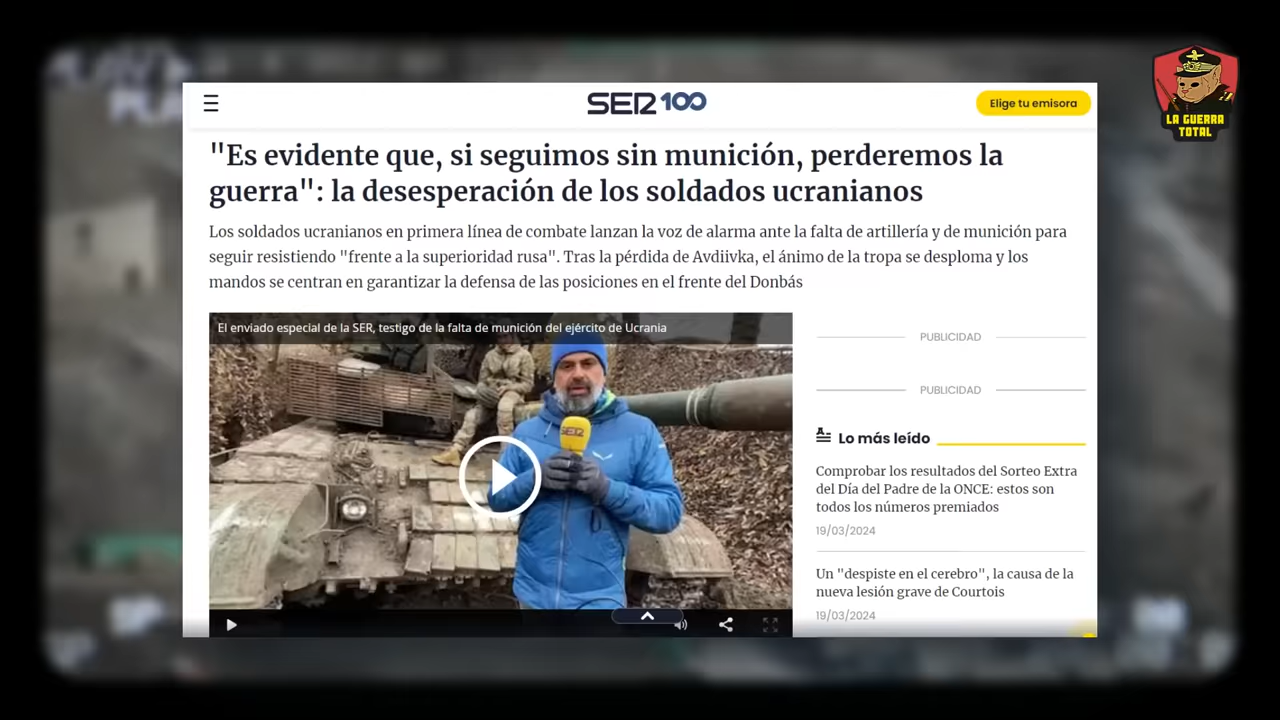 SER 100
Elige tu emisora
LA GUERRA
TOTAL
"Es evidente que, si seguimos sin munición, perderemos la
guerra": la desesperación de los soldados ucranianos
Los soldados ucranianos en primera línea de combate lanzan la voz de alarma ante la falta de artillería y de munición para
seguir resistiendo "frente a la superioridad rusa". Tras la pérdida de Avdiivka, el ánimo de la tropa se desploma y los
mandos se centran en garantizar la defensa de las posiciones en el frente del Donbás
El enviado especial de la SER, testigo de la falta de munición del ejército de Ucrania
SER
PUBLICIDAD
PUBLICIDAD
Lo más leído
Comprobar los resultados del Sorteo Extra
del Día del Padre de la ONCE: estos son
todos los números premiados
19/03/2024
Un "despiste en el cerebro", la causa de la
nueva lesión grave de Courtois
19/03/2024